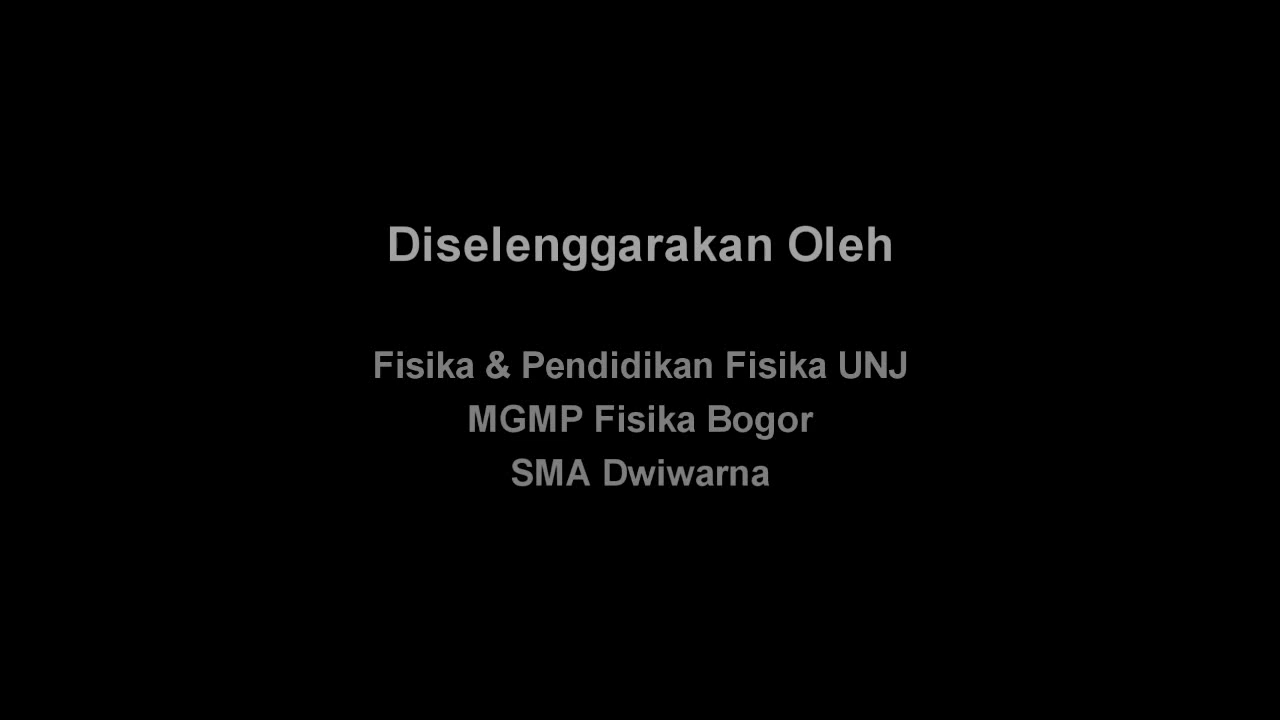 Diselenggarakan Oleh
Fisika & Pendidikan Fisika UNJ
MGMP Fisika Bogor
SMA Dwiwarna